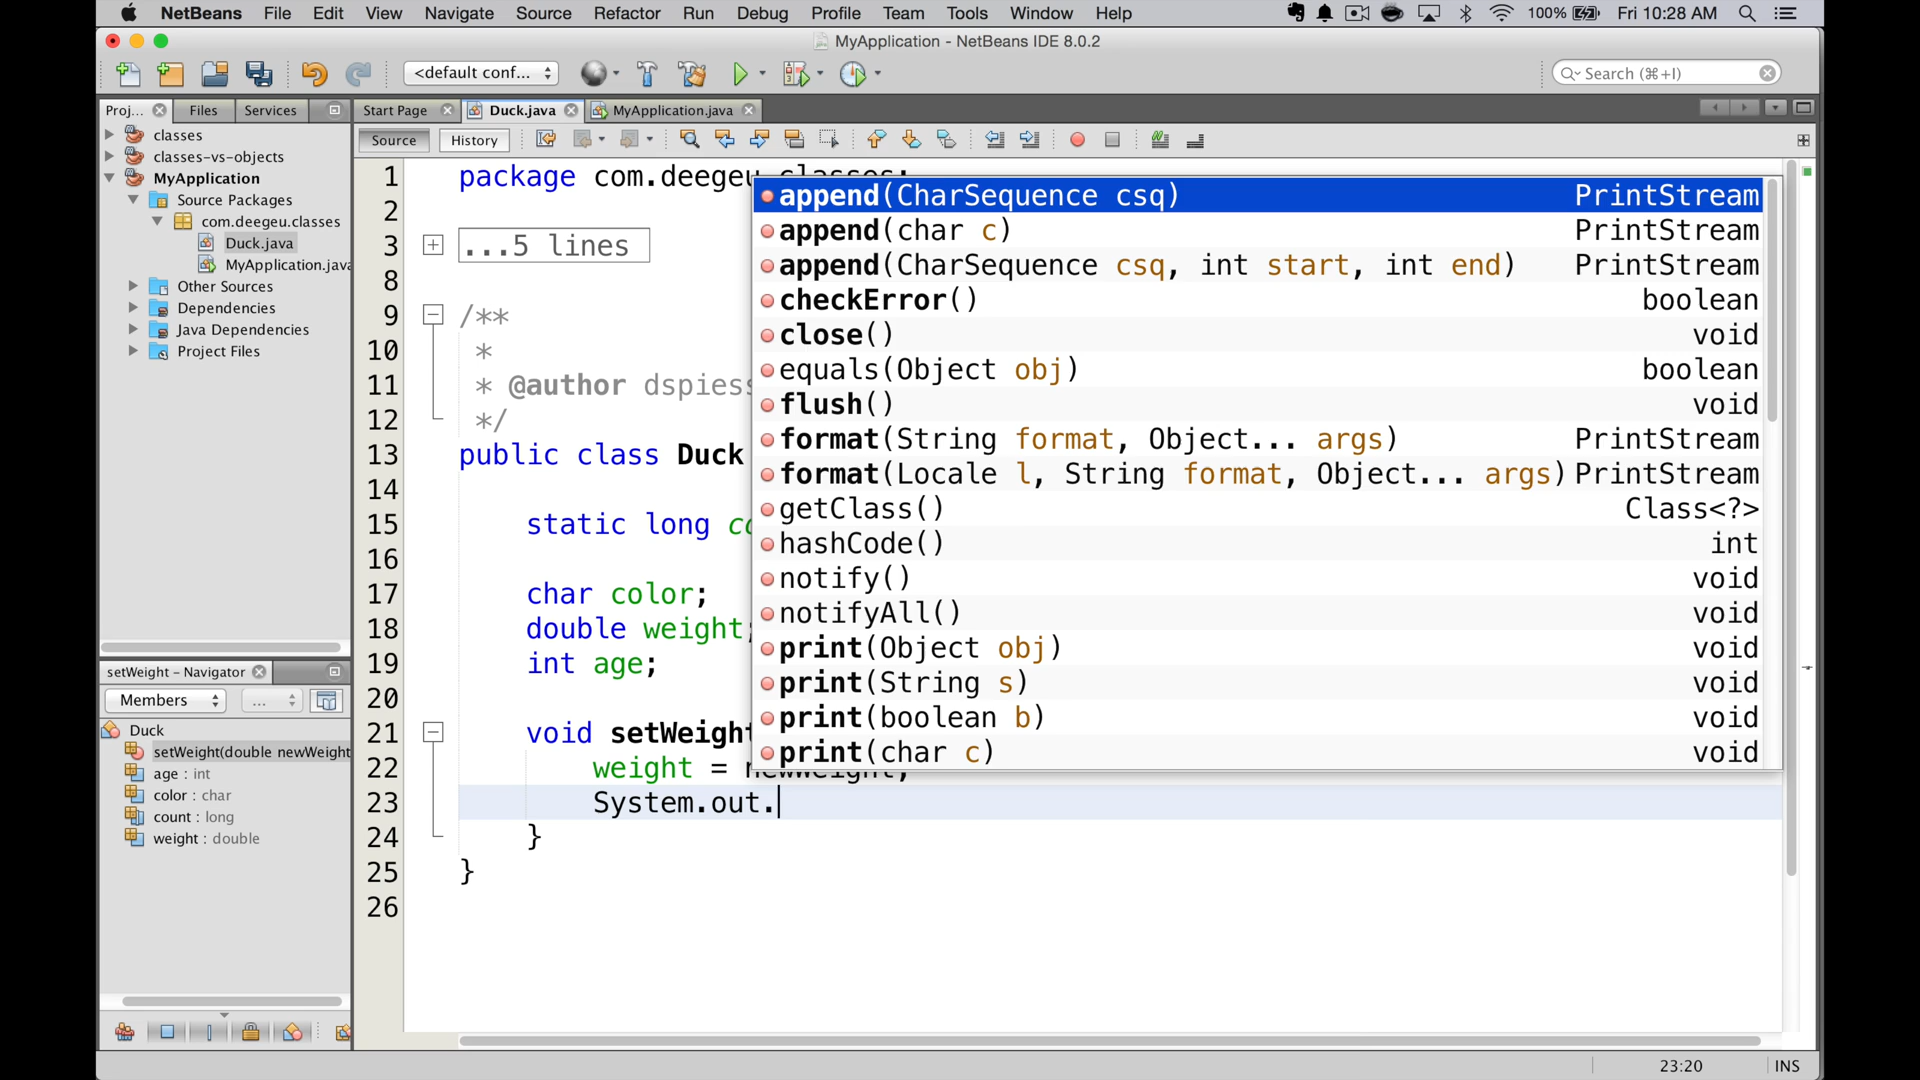 NetBeans File Edit View Navigate Source Refactor Run Debug Profile Team Tools Window Help 100% Fri 10:28 AM
MyApplication - NetBeans IDE 8.0.2
<default conf... Search (⌘+I)
Proj... Files Services
Start Page Duck.java MyApplication.java
Source History
classes
classes-vs-objects
MyApplication
Source Packages
com.deegeu.classes
Duck.java
MyApplication.java
Other Sources
Dependencies
Java Dependencies
Project Files
setWeight - Navigator
Members ...
Duck
setWeight(double newWeight
age : int
color : char
count : long
weight : double
1 package com.deegeu.classes;
2
3 ...5 lines
8
9 /**
10 *
11 * @author dspiess
12 */
13 public class Duck
14
15 static long co
16
17 char color;
18 double weight;
19 int age;
20
21 void setWeight
22 weight = newWeight;
23 System.out.
24 }
25 }
26
append(CharSequence csq) PrintStream
append(char c) PrintStream
append(CharSequence csq, int start, int end) PrintStream
checkError() boolean
close() void
equals(Object obj) boolean
flush() void
format(String format, Object... args) PrintStream
format(Locale l, String format, Object... args) PrintStream
getClass() Class<?>
hashCode() int
notify() void
notifyAll() void
print(Object obj) void
print(String s) void
print(boolean b) void
print(char c) void
23:20 INS